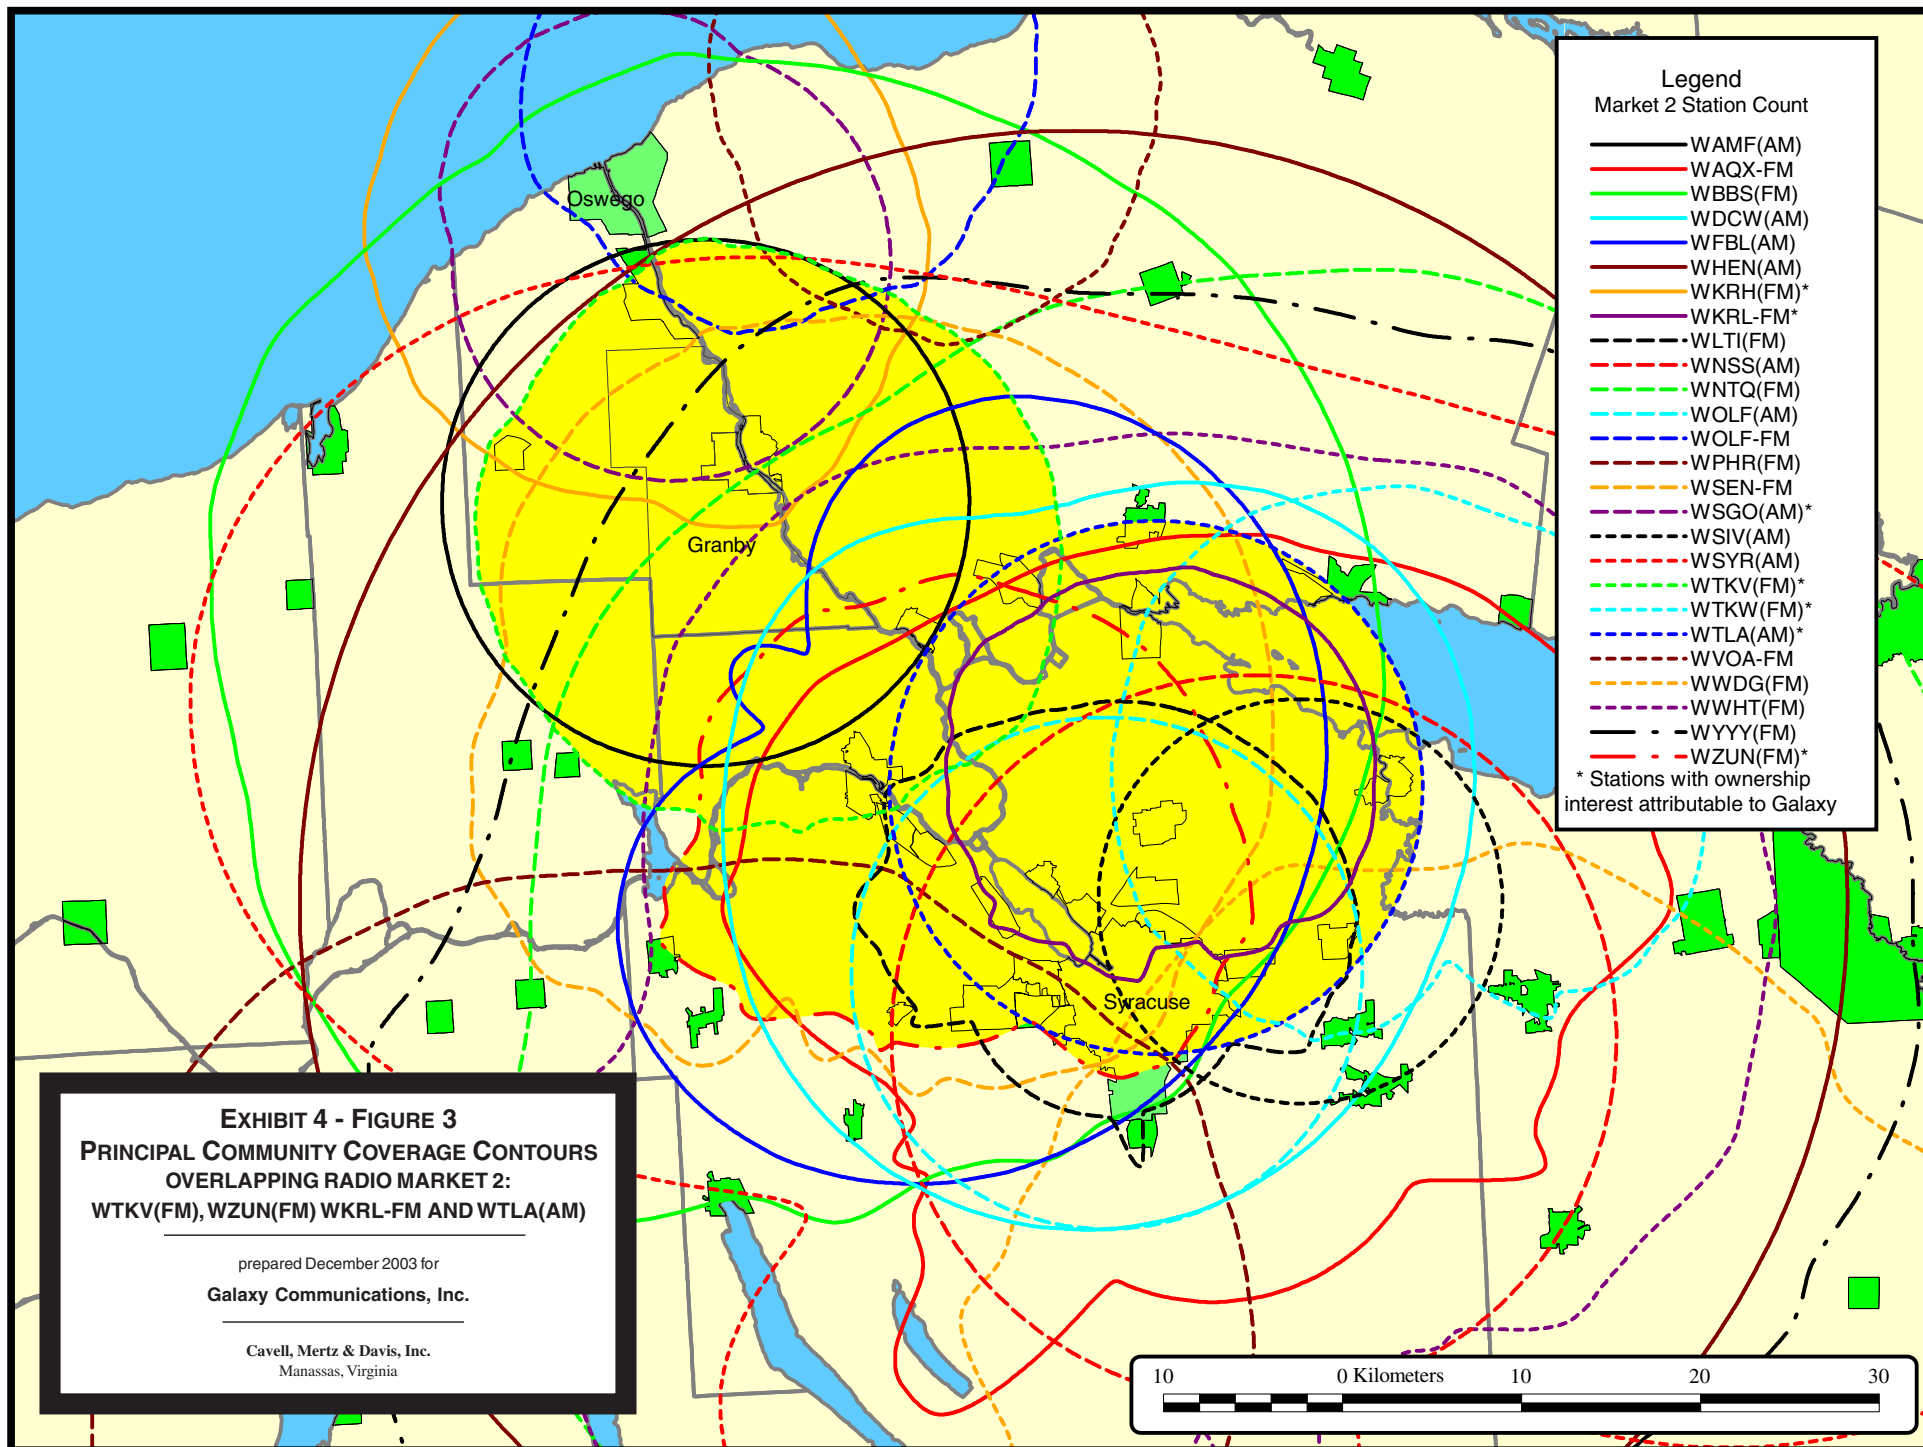 Legend
Market 2 Station Count
WAMF(AM)
WAQX-FM
WBBS(FM)
WDCW(AM)
WFBL(AM)
WHEN(AM)
WKRH(FM)*
WKRL-FM*
WLTI(FM)
WNSS(AM)
WNTQ(FM)
WOLF(AM)
WOLF-FM
WPHR(FM)
WSEN-FM
WSGO(AM)*
WSIV(AM)
WSYR(AM)
WTKV(FM)*
WTKW(FM)*
WTLA(AM)*
WVOA-FM
WWDG(FM)
WWHT(FM)
WYYY(FM)
WZUN(FM)*
* Stations with ownership
interest attributable to Galaxy
Oswego
Granby
Syracuse
EXHIBIT 4 - FIGURE 3
PRINCIPAL COMMUNITY COVERAGE CONTOURS
OVERLAPPING RADIO MARKET 2:
WTKV(FM), WZUN(FM) WKRL-FM AND WTLA(AM)
prepared December 2003 for
Galaxy Communications, Inc.
Cavell, Mertz & Davis, Inc.
Manassas, Virginia
10 0 Kilometers 10 20 30